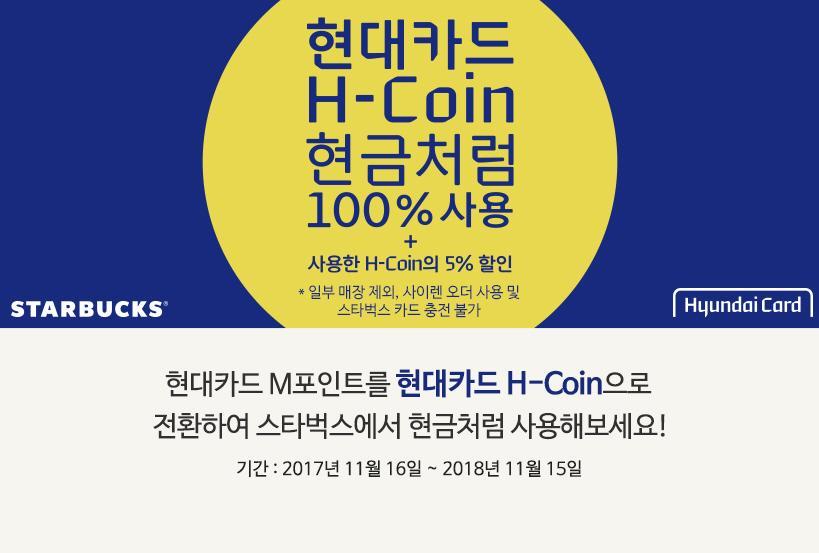 현대카드
H-Coin
현금처럼
100% 사용
+
사용한 H-Coin의 5% 할인
* 일부 매장 제외, 사이렌 오더 사용 및
스타벅스 카드 충전 불가
STARBUCKS®
Hyundai Card
현대카드 M포인트를 현대카드 H-Coin으로
전환하여 스타벅스에서 현금처럼 사용해보세요!
기간 : 2017년 11월 16일 ~ 2018년 11월 15일